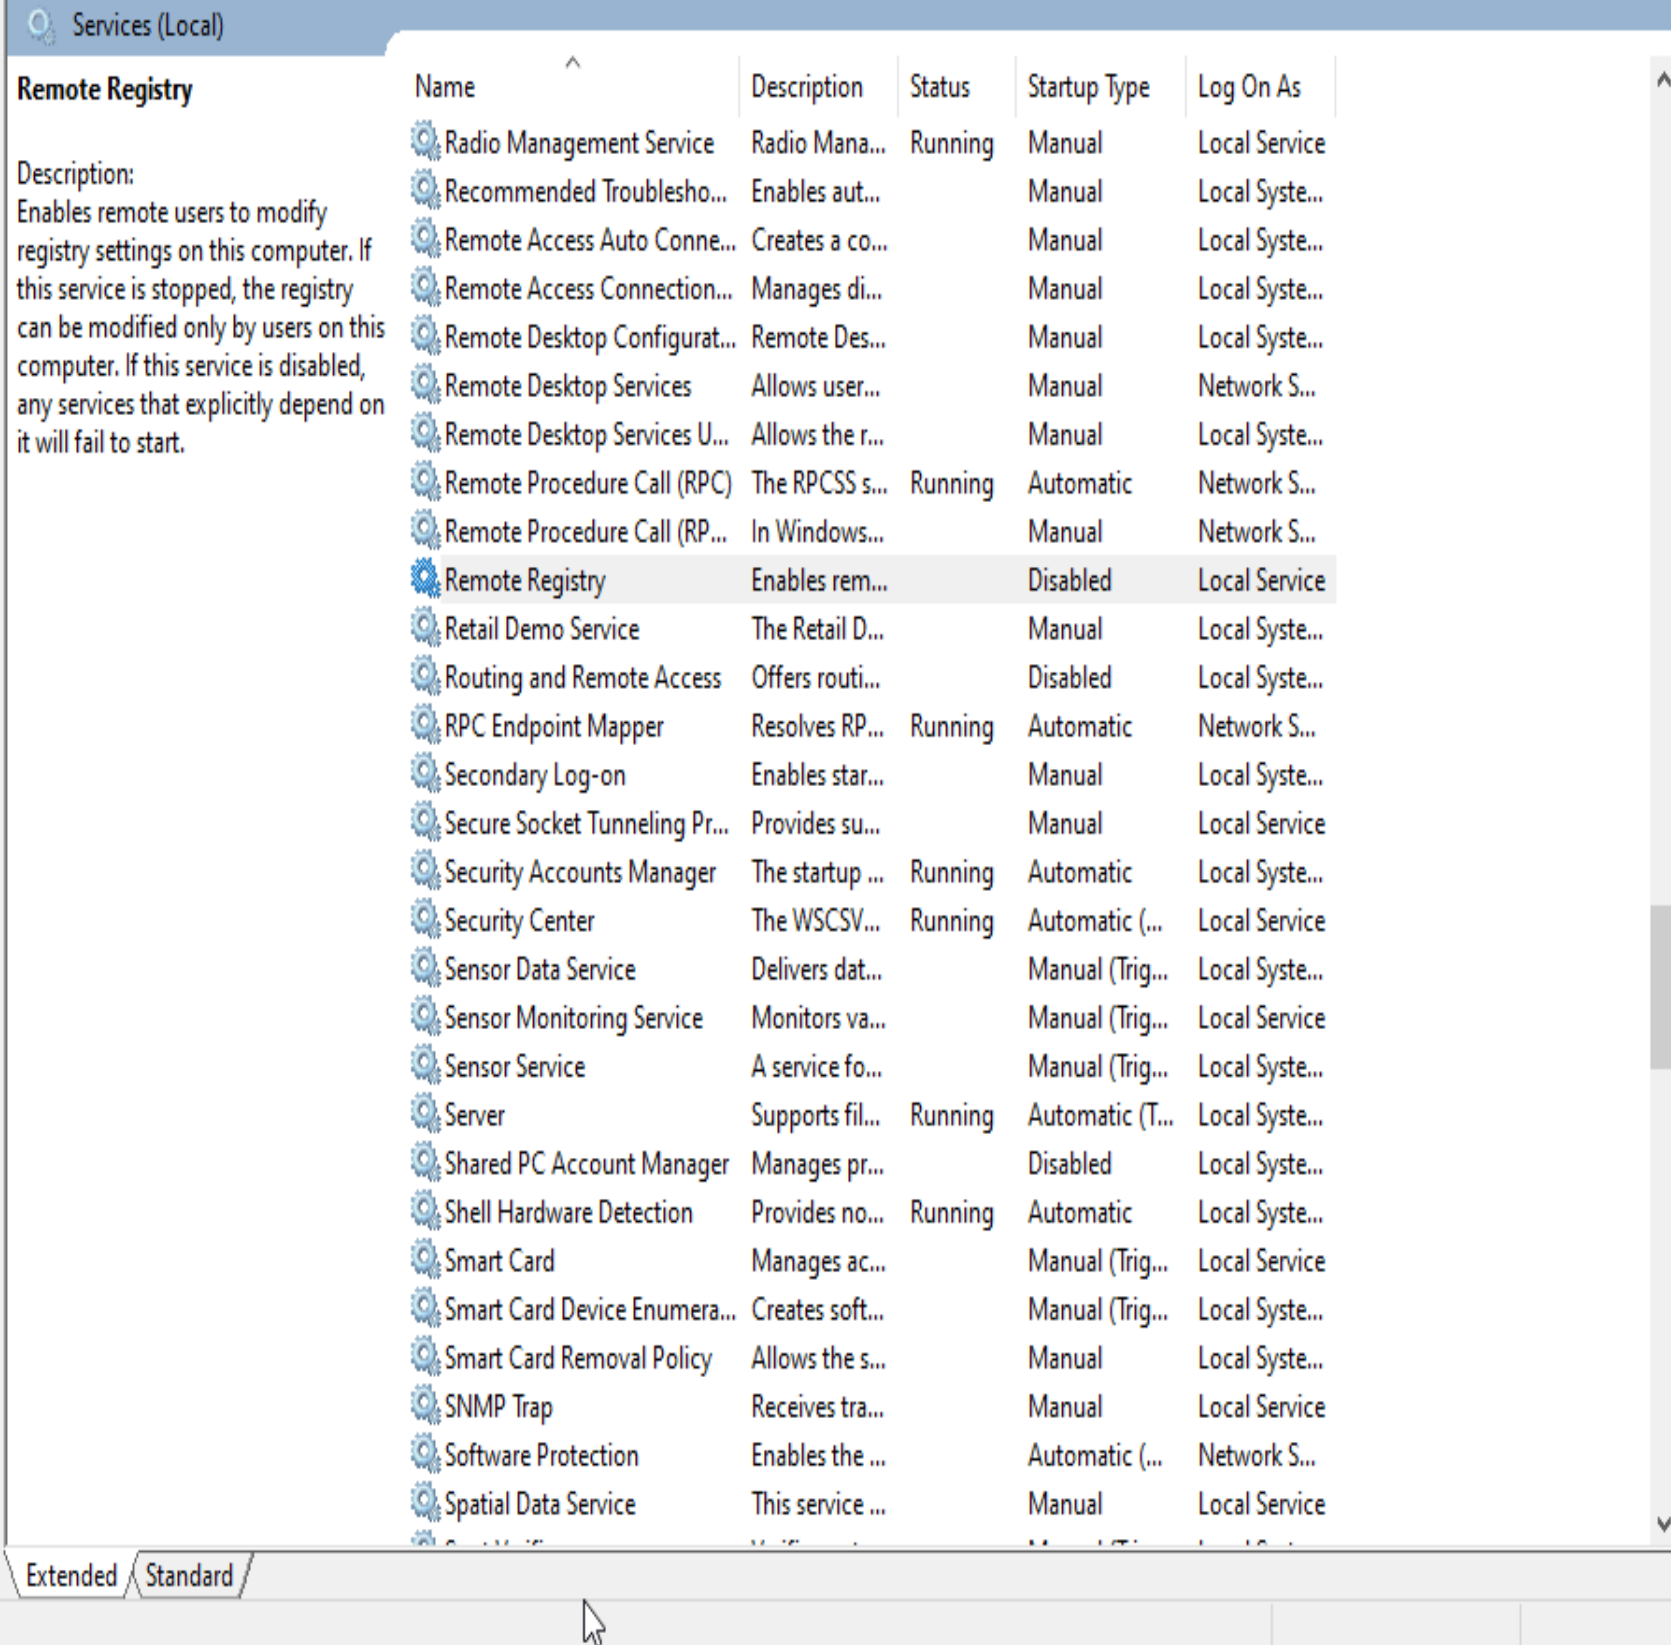 Services (Local)
Remote Registry
Description:
Enables remote users to modify
registry settings on this computer. If
this service is stopped, the registry
can be modified only by users on this
computer. If this service is disabled,
any services that explicitly depend on
it will fail to start.
Name Description Status Startup Type Log On As
Radio Management Service Radio Mana... Running Manual Local Service
Recommended Troublesho... Enables aut... Manual Local Syste...
Remote Access Auto Conne... Creates a co... Manual Local Syste...
Remote Access Connection... Manages di... Manual Local Syste...
Remote Desktop Configurat... Remote Des... Manual Local Syste...
Remote Desktop Services Allows user... Manual Network S...
Remote Desktop Services U... Allows the r... Manual Local Syste...
Remote Procedure Call (RPC) The RPCSS s... Running Automatic Network S...
Remote Procedure Call (RP... In Windows... Manual Network S...
Remote Registry Enables rem... Disabled Local Service
Retail Demo Service The Retail D... Manual Local Syste...
Routing and Remote Access Offers routi... Disabled Local Syste...
RPC Endpoint Mapper Resolves RP... Running Automatic Network S...
Secondary Log-on Enables star... Manual Local Syste...
Secure Socket Tunneling Pr... Provides su... Manual Local Service
Security Accounts Manager The startup ... Running Automatic Local Syste...
Security Center The WSCSV... Running Automatic (... Local Service
Sensor Data Service Delivers dat... Manual (Trig... Local Syste...
Sensor Monitoring Service Monitors va... Manual (Trig... Local Service
Sensor Service A service fo... Manual (Trig... Local Syste...
Server Supports fil... Running Automatic (T... Local Syste...
Shared PC Account Manager Manages pr... Disabled Local Syste...
Shell Hardware Detection Provides no... Running Automatic Local Syste...
Smart Card Manages ac... Manual (Trig... Local Service
Smart Card Device Enumera... Creates soft... Manual (Trig... Local Syste...
Smart Card Removal Policy Allows the s... Manual Local Syste...
SNMP Trap Receives tra... Manual Local Service
Software Protection Enables the ... Automatic (... Network S...
Spatial Data Service This service ... Manual Local Service
Extended Standard